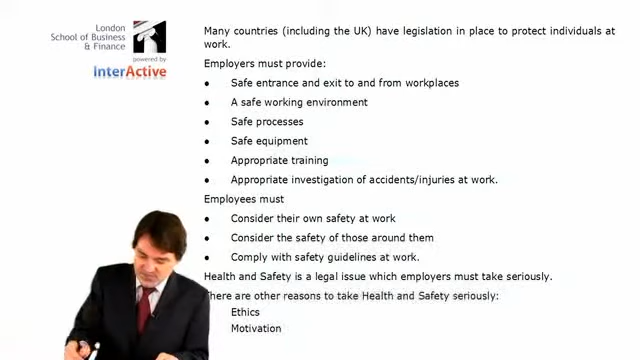 London
School of Business
& Finance
powered by
InterActive
Many countries (including the UK) have legislation in place to protect individuals at
work.
Employers must provide:
● Safe entrance and exit to and from workplaces
● A safe working environment
● Safe processes
● Safe equipment
● Appropriate training
● Appropriate investigation of accidents/injuries at work.
Employees must
● Consider their own safety at work
● Consider the safety of those around them
● Comply with safety guidelines at work.
Health and Safety is a legal issue which employers must take seriously.
There are other reasons to take Health and Safety seriously:
Ethics
Motivation